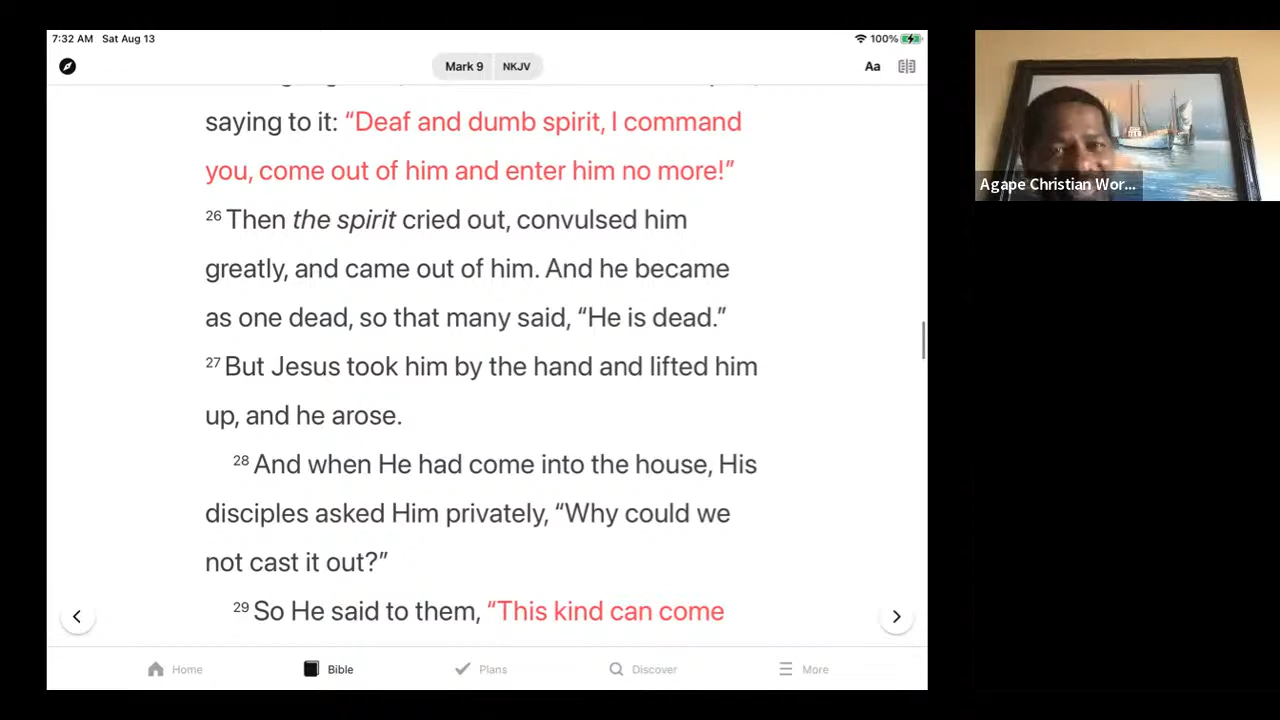 7:32 AM Sat Aug 13
100%
Mark 9 NKJV
Aa
saying to it: “Deaf and dumb spirit, I command
you, come out of him and enter him no more!”
26 Then the spirit cried out, convulsed him
greatly, and came out of him. And he became
as one dead, so that many said, “He is dead.”
27 But Jesus took him by the hand and lifted him
up, and he arose.
28 And when He had come into the house, His
disciples asked Him privately, “Why could we
not cast it out?”
29 So He said to them, “This kind can come
Home Bible Plans Discover More
Agape Christian Wor...